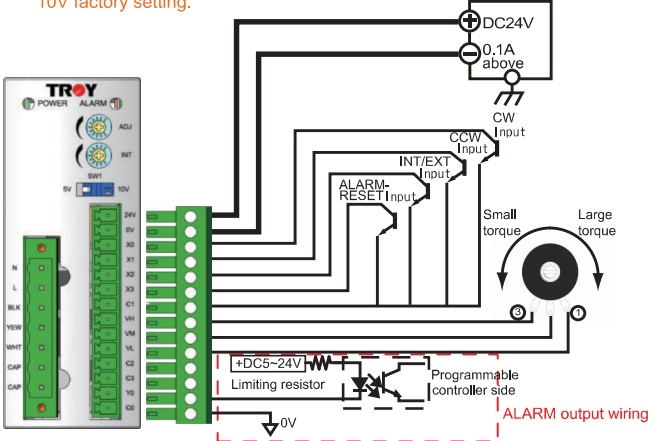 10V factory setting.
DC24V
0.1A
above
TROY
POWER ALARM
ADJ
INT
SW1
5V 10V
24V
0V
X0
X1
X2
X3
C1
VH
VM
VL
C2
C3
Y0
C0
N
L
BLK
YEW
WHT
CAP
CAP
CW
Input
CCW
Input
INT/EXT
Input
ALARM-
RESET Input
Small
torque
Large
torque
3
1
+DC5~24V
Limiting resistor
Programmable
controller side
0V
ALARM output wiring